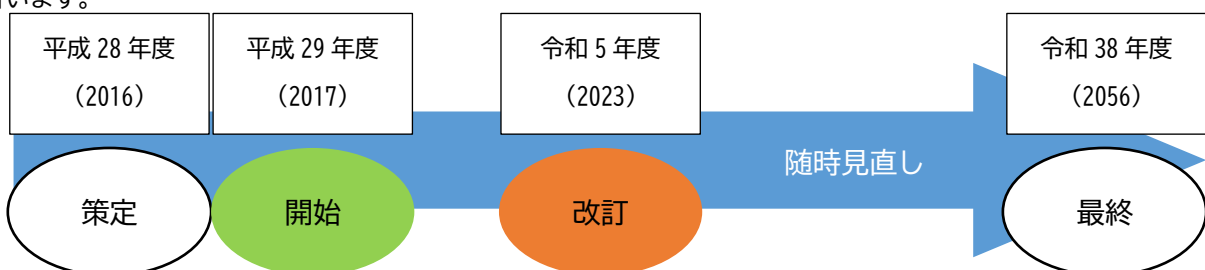 います。
平成 28 年度
（2016）
平成 29 年度
（2017）
令和 5 年度
（2023）
令和 38 年度
（2056）
随時見直し
策定
開始
改訂
最終